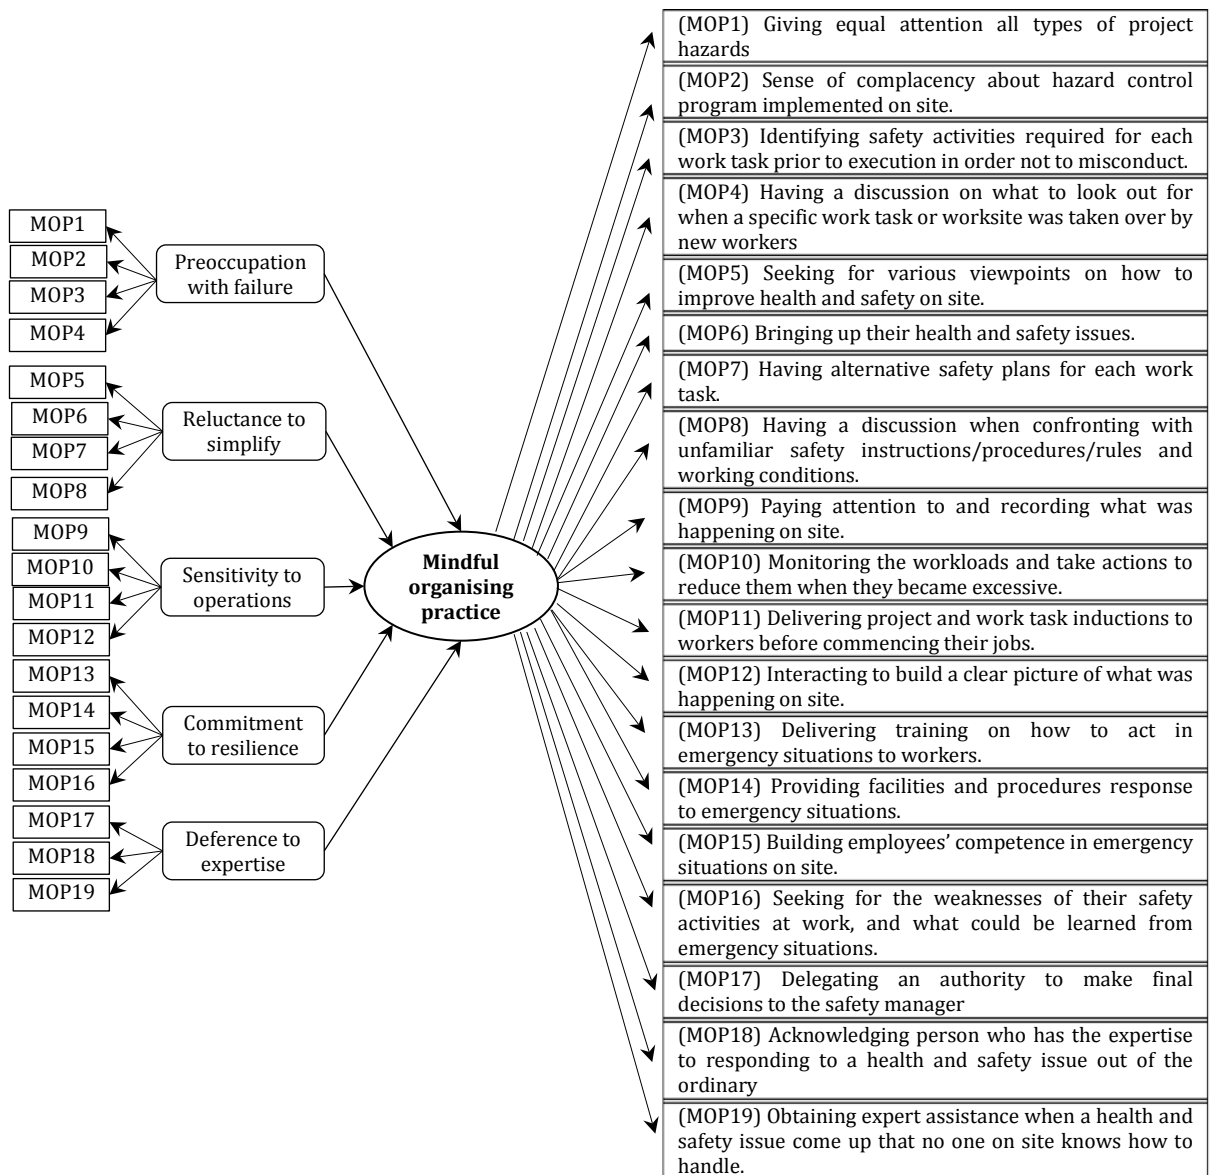 MOP1
MOP2
MOP3
MOP4
Preoccupation
with failure
MOP5
MOP6
MOP7
MOP8
Reluctance to
simplify
MOP9
MOP10
MOP11
MOP12
Sensitivity to
operations
MOP13
MOP14
MOP15
MOP16
Commitment
to resilience
MOP17
MOP18
MOP19
Deference to
expertise
Mindful
organising
practice
(MOP1) Giving equal attention all types of project
hazards
(MOP2) Sense of complacency about hazard control
program implemented on site.
(MOP3) Identifying safety activities required for each
work task prior to execution in order not to misconduct.
(MOP4) Having a discussion on what to look out for
when a specific work task or worksite was taken over by
new workers
(MOP5) Seeking for various viewpoints on how to
improve health and safety on site.
(MOP6) Bringing up their health and safety issues.
(MOP7) Having alternative safety plans for each work
task.
(MOP8) Having a discussion when confronting with
unfamiliar safety instructions/procedures/rules and
working conditions.
(MOP9) Paying attention to and recording what was
happening on site.
(MOP10) Monitoring the workloads and take actions to
reduce them when they became excessive.
(MOP11) Delivering project and work task inductions to
workers before commencing their jobs.
(MOP12) Interacting to build a clear picture of what was
happening on site.
(MOP13) Delivering training on how to act in
emergency situations to workers.
(MOP14) Providing facilities and procedures response
to emergency situations.
(MOP15) Building employees’ competence in emergency
situations on site.
(MOP16) Seeking for the weaknesses of their safety
activities at work, and what could be learned from
emergency situations.
(MOP17) Delegating an authority to make final
decisions to the safety manager
(MOP18) Acknowledging person who has the expertise
to responding to a health and safety issue out of the
ordinary
(MOP19) Obtaining expert assistance when a health and
safety issue come up that no one on site knows how to
handle.